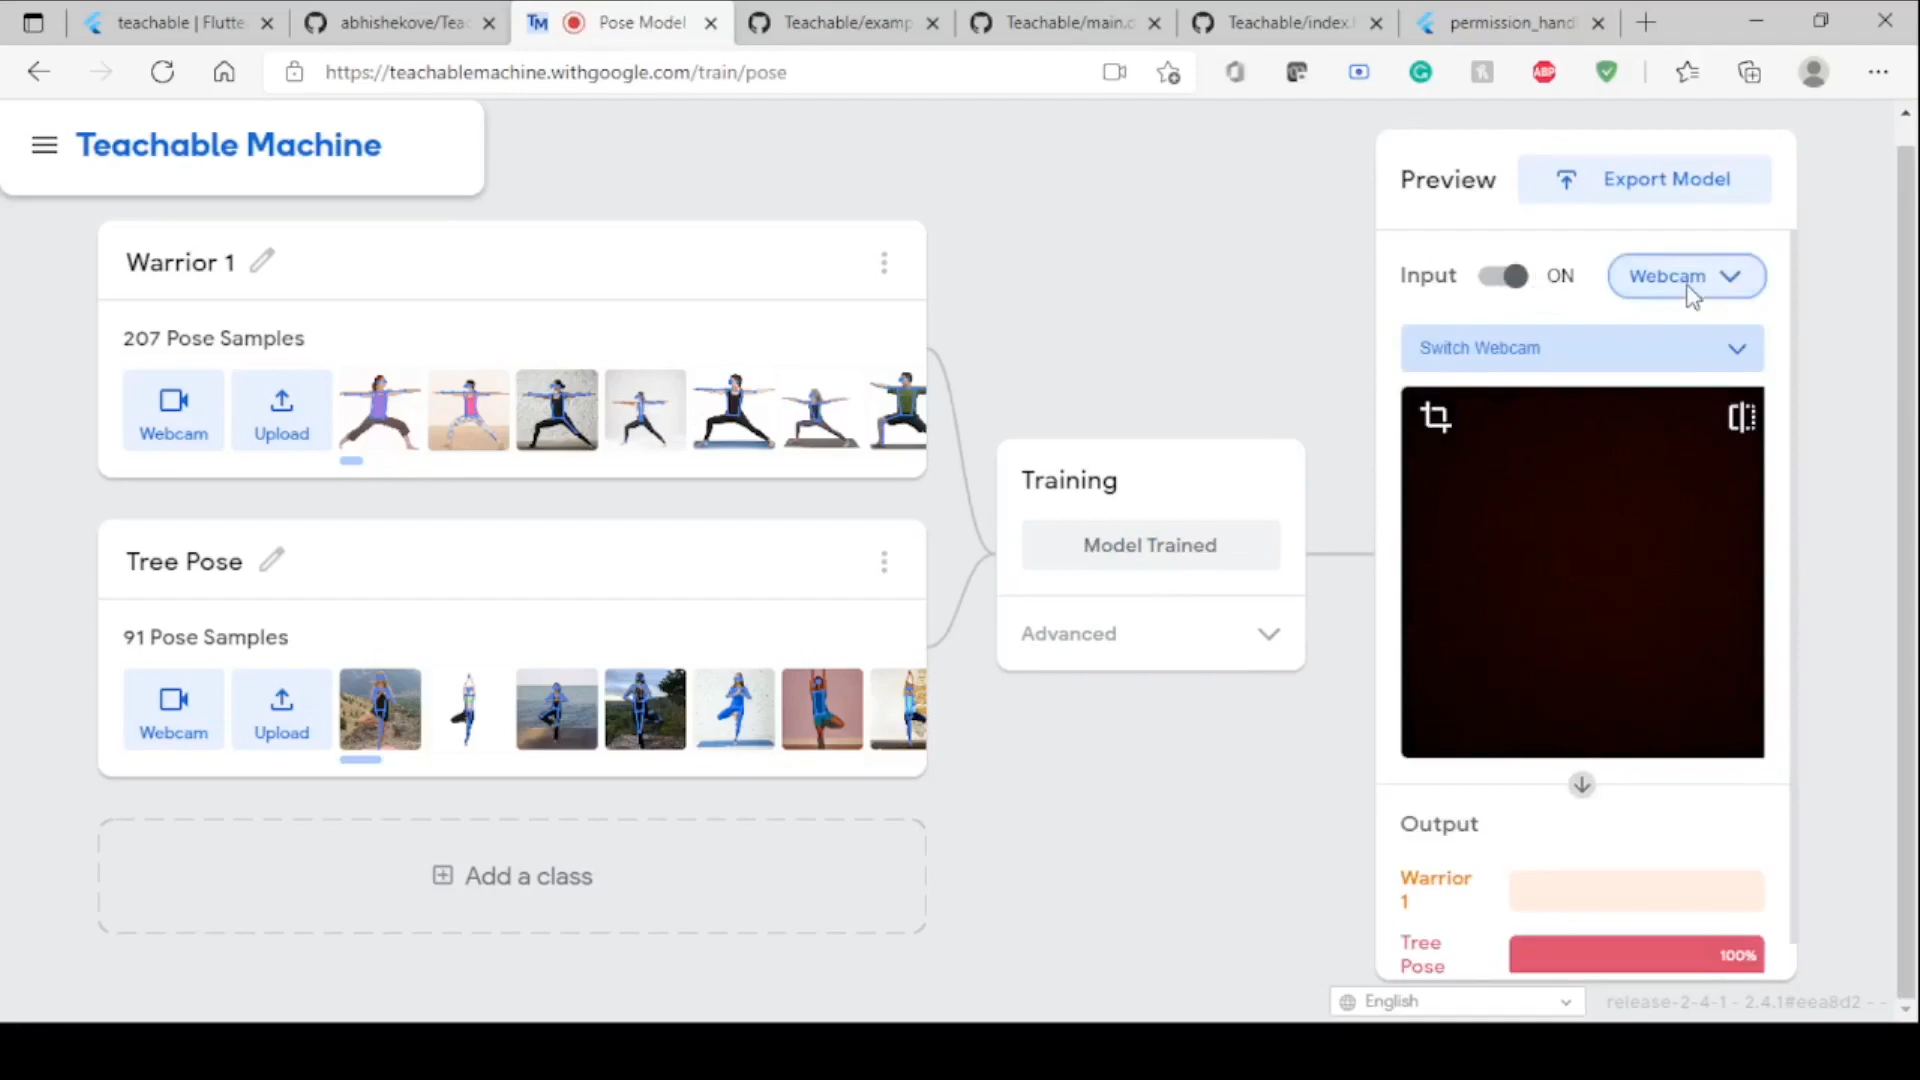 teachable | Flutte
abhishekove/Tea
TM
Pose Model
Teachable/examp
Teachable/main.
Teachable/index.
permission_hand
https://teachablemachine.withgoogle.com/train/pose
ABP
Teachable Machine
Preview
Export Model
Warrior 1
Input
ON
Webcam
207 Pose Samples
Switch Webcam
Webcam
Upload
Training
Model Trained
Tree Pose
Advanced
91 Pose Samples
Webcam
Upload
Output
Add a class
Warrior
1
Tree
Pose
100%
English
release-2-4-1 - 2.4.1#eea8d2 - -